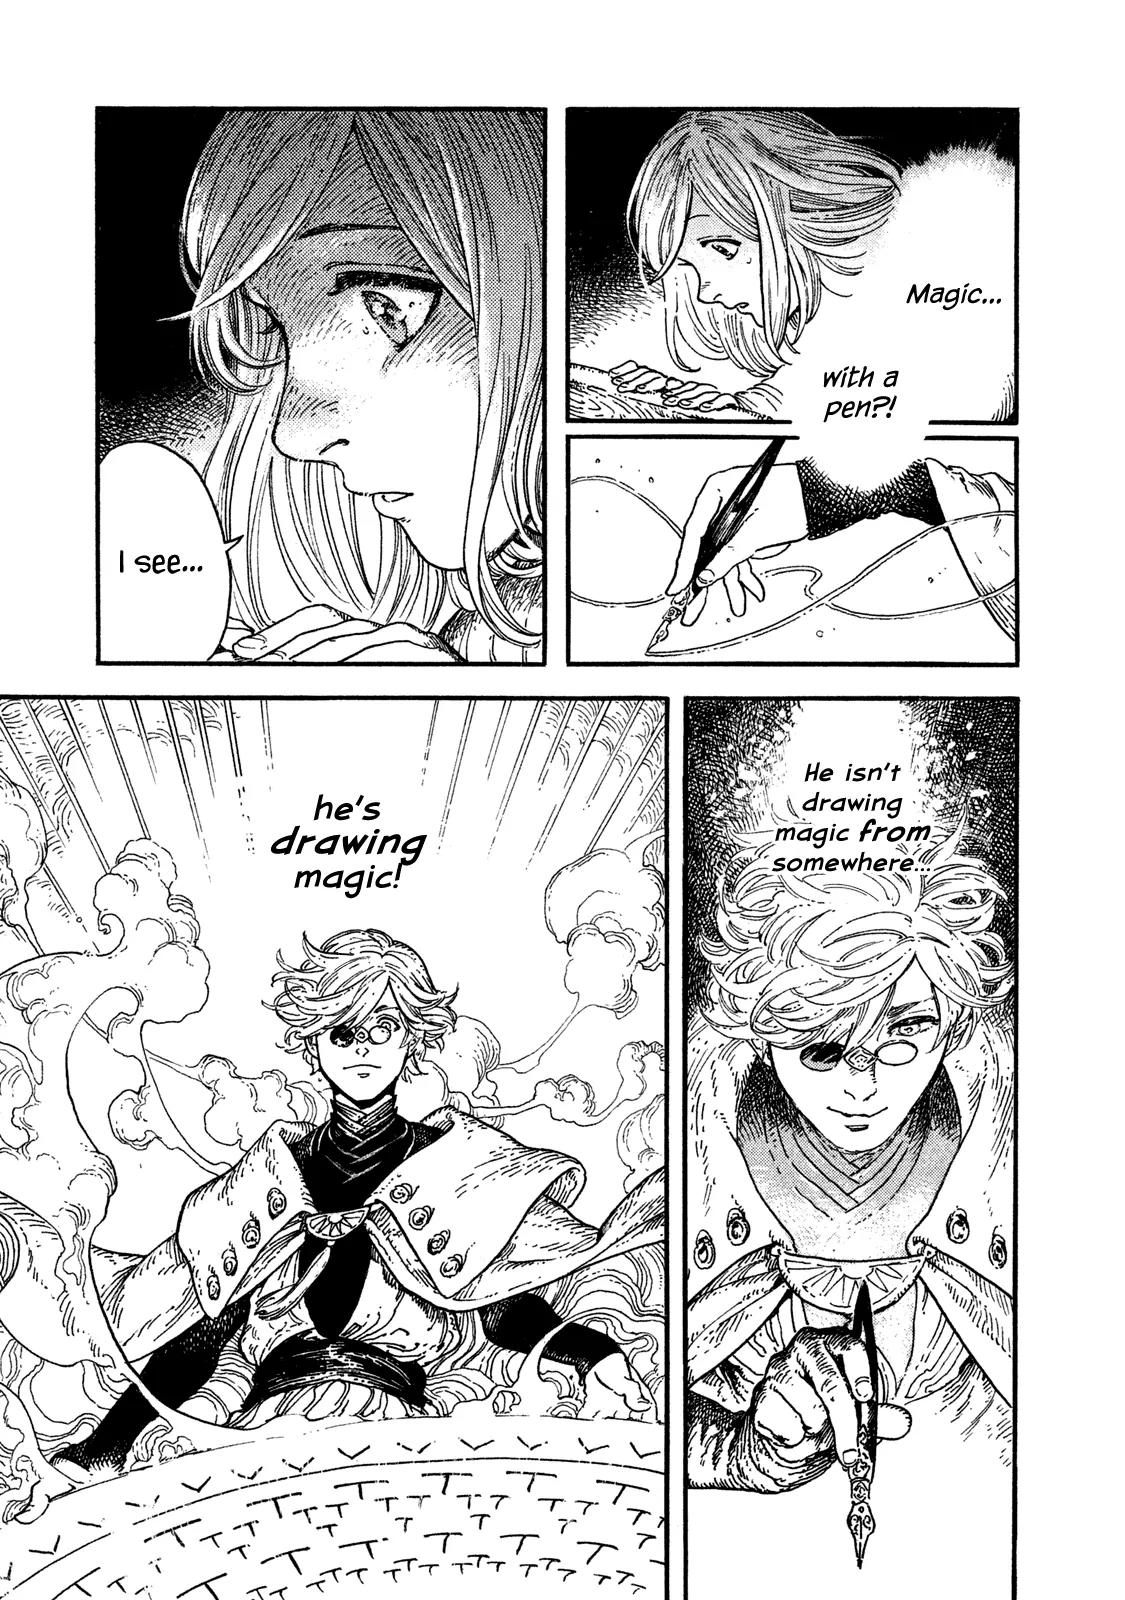 Magic...
with a
pen?!
I see...
He isn't
drawing
magic from
somewhere...
he's
drawing
magic!